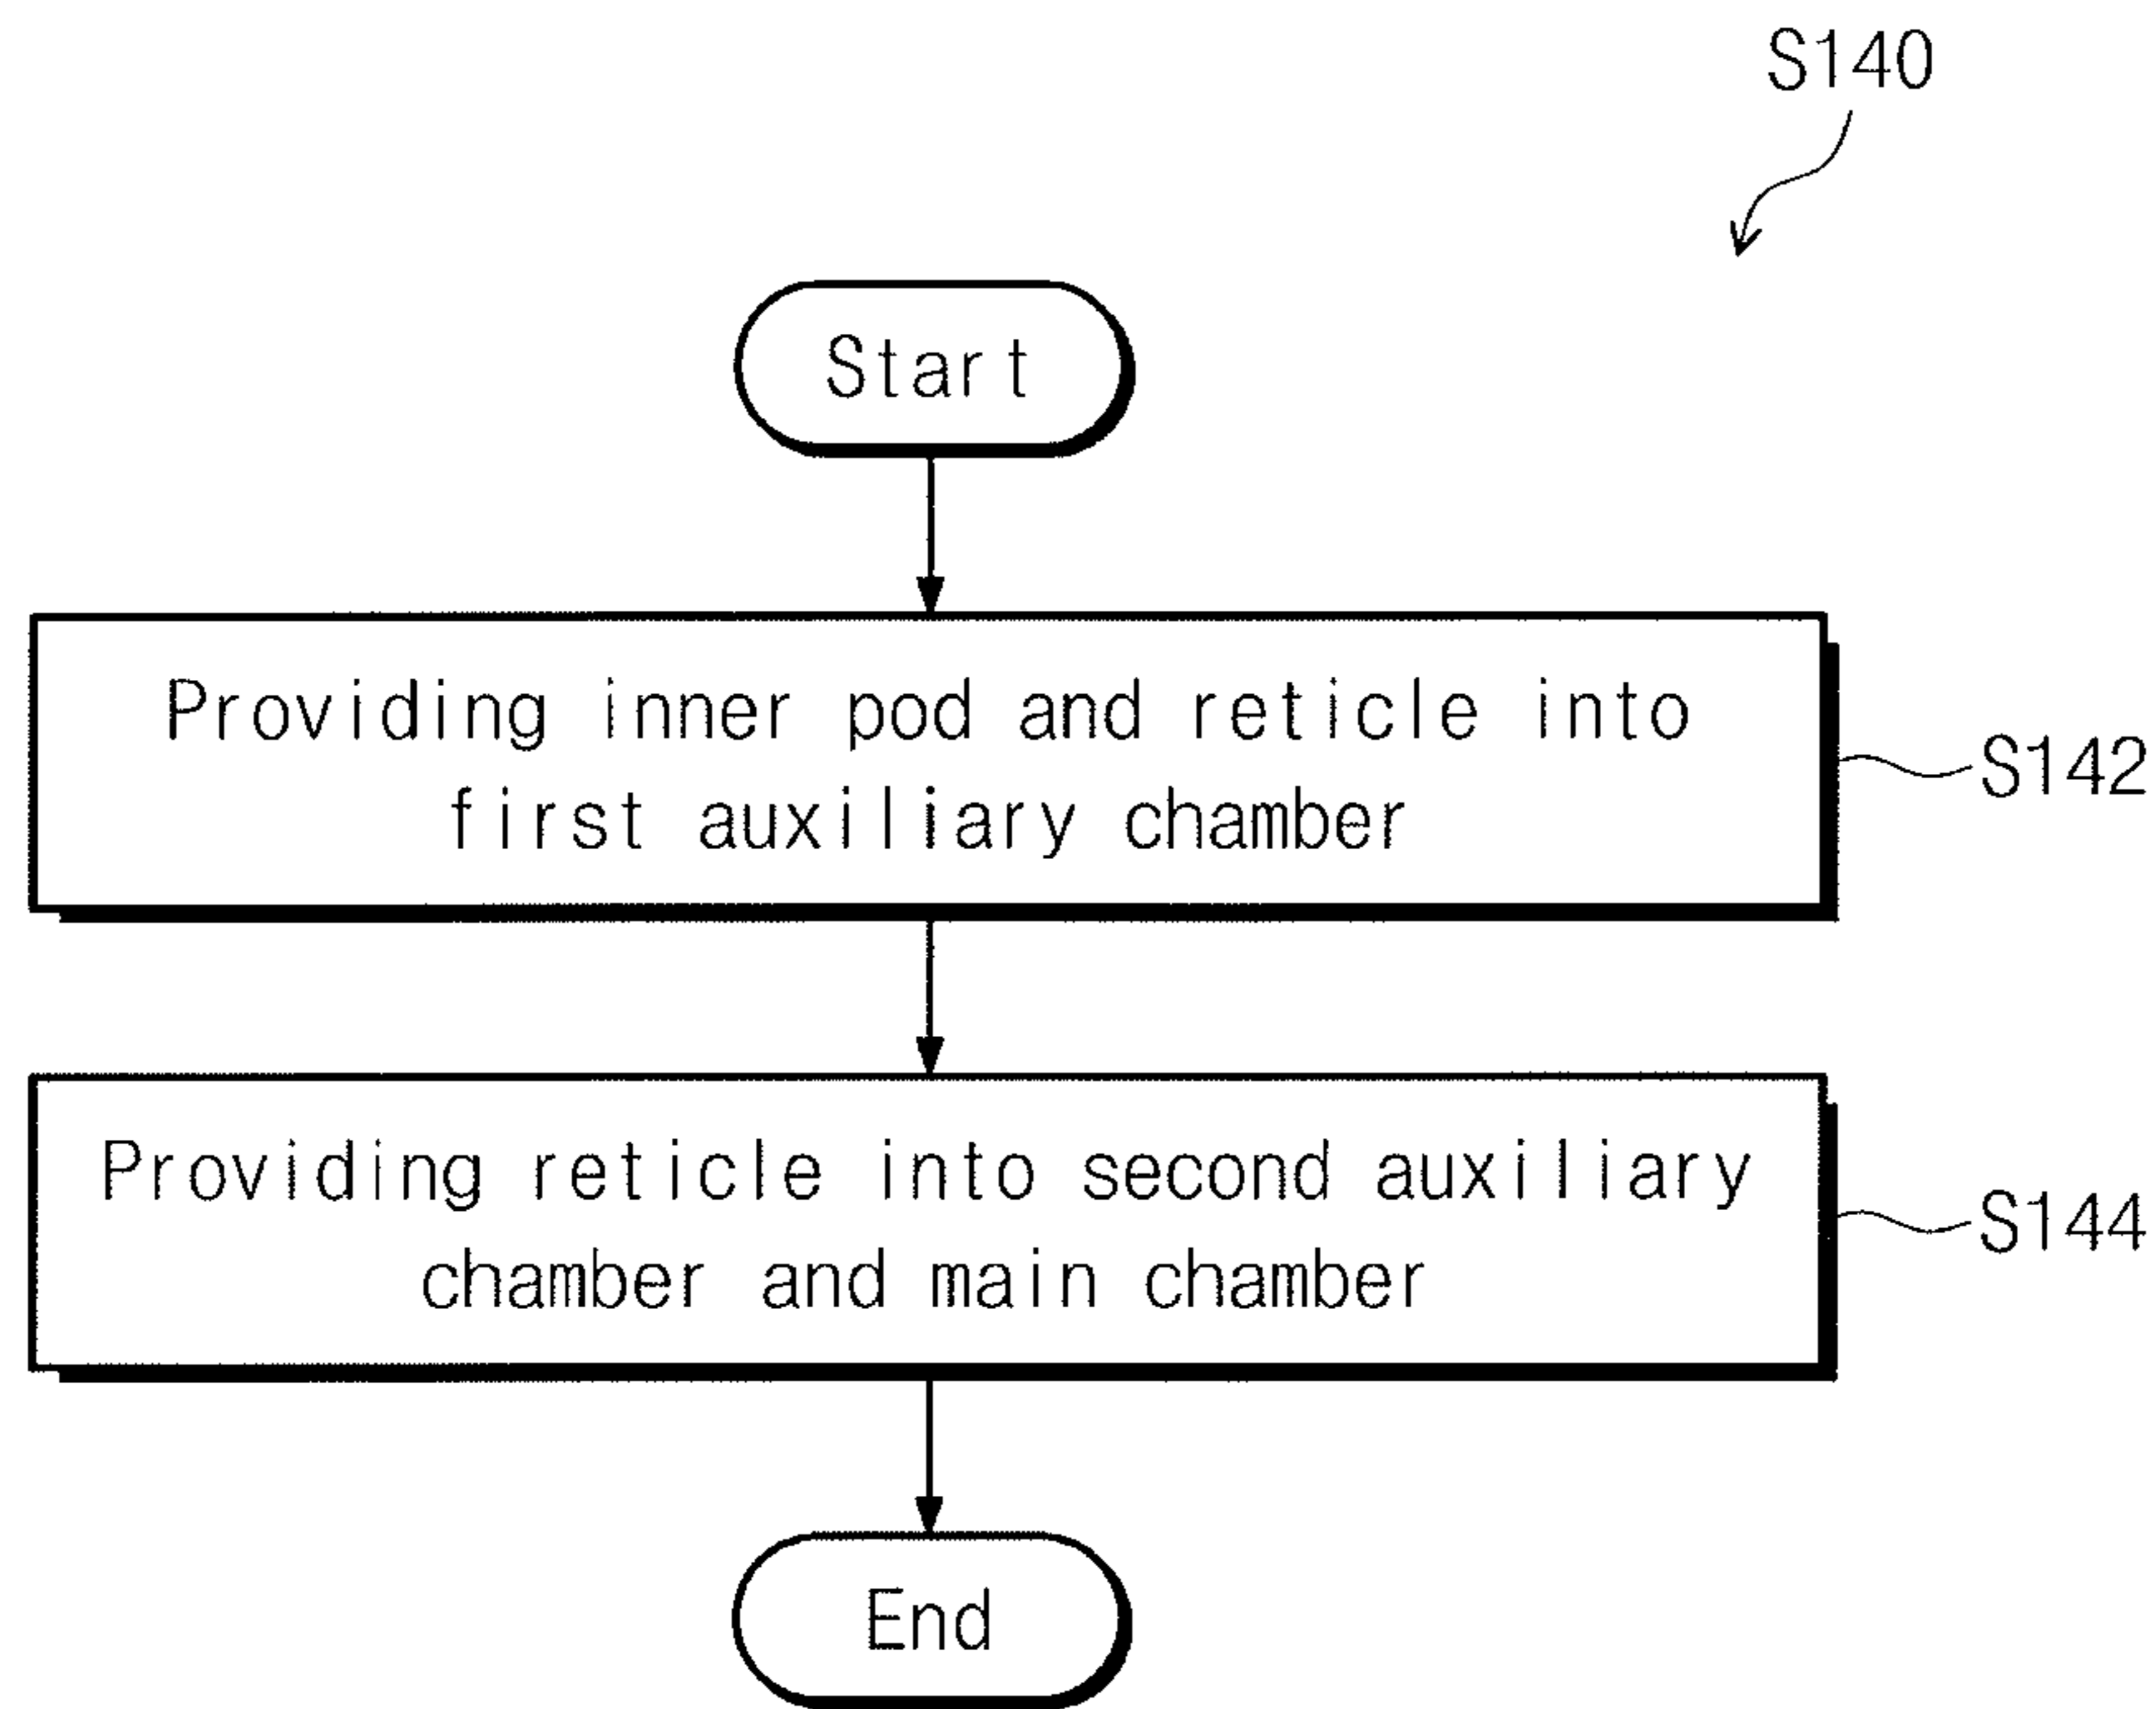 S140
Start
Providing inner pod and reticle into
first auxiliary chamber
S142
Providing reticle into second auxiliary
chamber and main chamber
S144
End